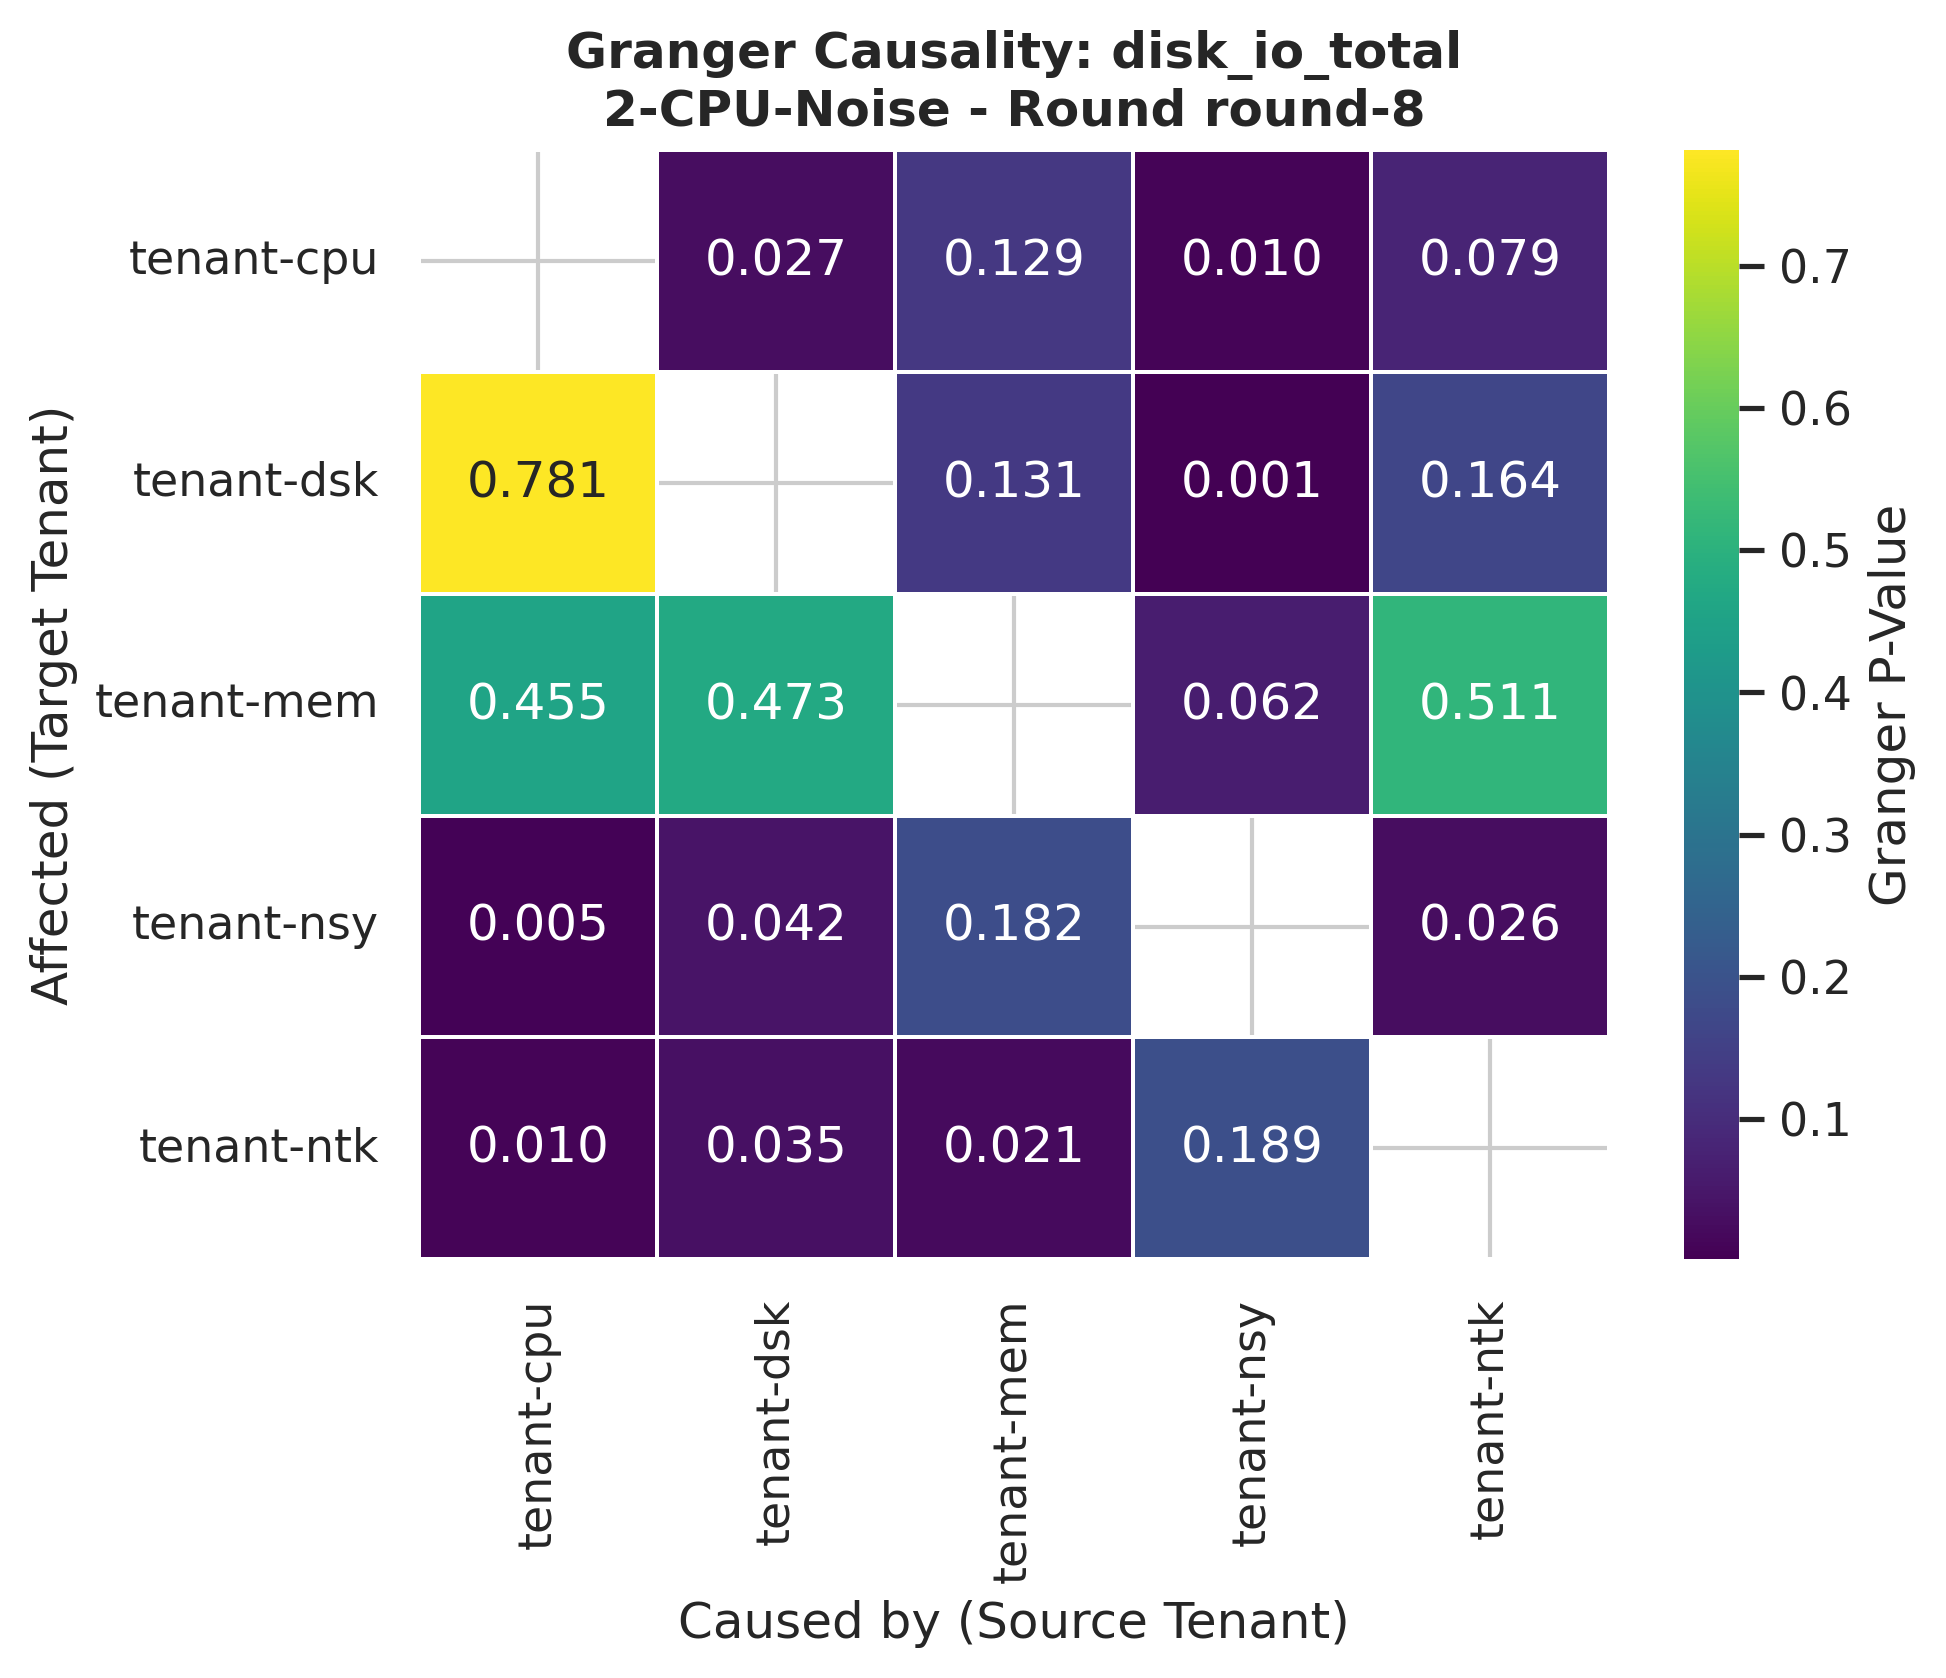 Granger Causality: disk_io_total
2-CPU-Noise - Round round-8
Affected (Target Tenant)
tenant-cpu
0.027
0.129
0.010
0.079
tenant-dsk
0.781
0.131
0.001
0.164
tenant-mem
0.455
0.473
0.062
0.511
tenant-nsy
0.005
0.042
0.182
0.026
tenant-ntk
0.010
0.035
0.021
0.189
tenant-cpu
tenant-dsk
tenant-mem
tenant-nsy
tenant-ntk
Caused by (Source Tenant)
0.7
0.6
0.5
0.4
0.3
0.2
0.1
Granger P-Value